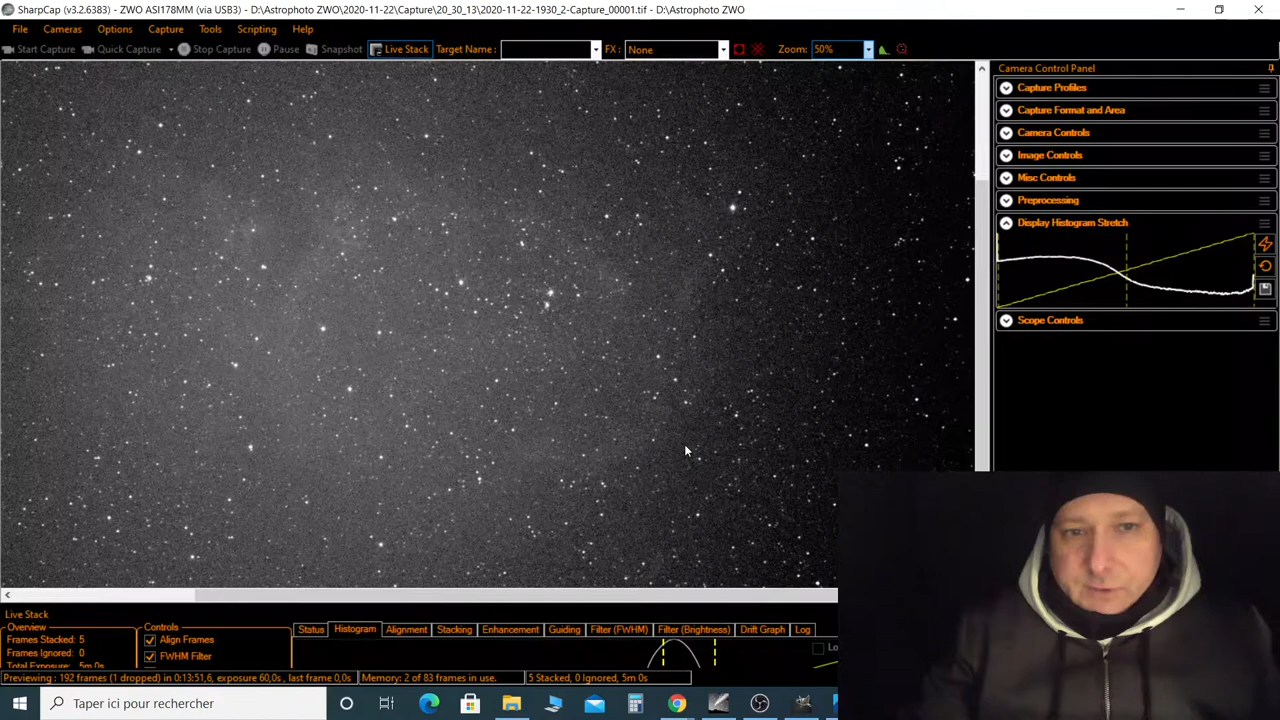 SharpCap (v3.2.6383) - ZWO ASI178MM (via USB3) - D:\Astrophoto ZWO\2020-11-22\Capture\20_30_13\2020-11-22-1930_2-Capture_00001.tif - D:\Astrophoto ZWO
File Cameras Options Capture Tools Scripting Help
Start Capture Quick Capture Stop Capture Pause Snapshot Live Stack Target Name : FX : None Zoom: 50%
Camera Control Panel
Capture Profiles
Capture Format and Area
Camera Controls
Image Controls
Misc Controls
Preprocessing
Display Histogram Stretch
Scope Controls
Live Stack
Overview
Frames Stacked: 5
Frames Ignored: 0
Total Exposure: 5m 0s
Controls
Align Frames
FWHM Filter
Status Histogram Alignment Stacking Enhancement Guiding Filter (FWHM) Filter (Brightness) Drift Graph Log
Lo
Previewing : 192 frames (1 dropped) in 0:13:51,6, exposure 60,0s , last frame 0,0s Memory: 2 of 83 frames in use. 5 Stacked, 0 Ignored, 5m 0s
Taper ici pour rechercher